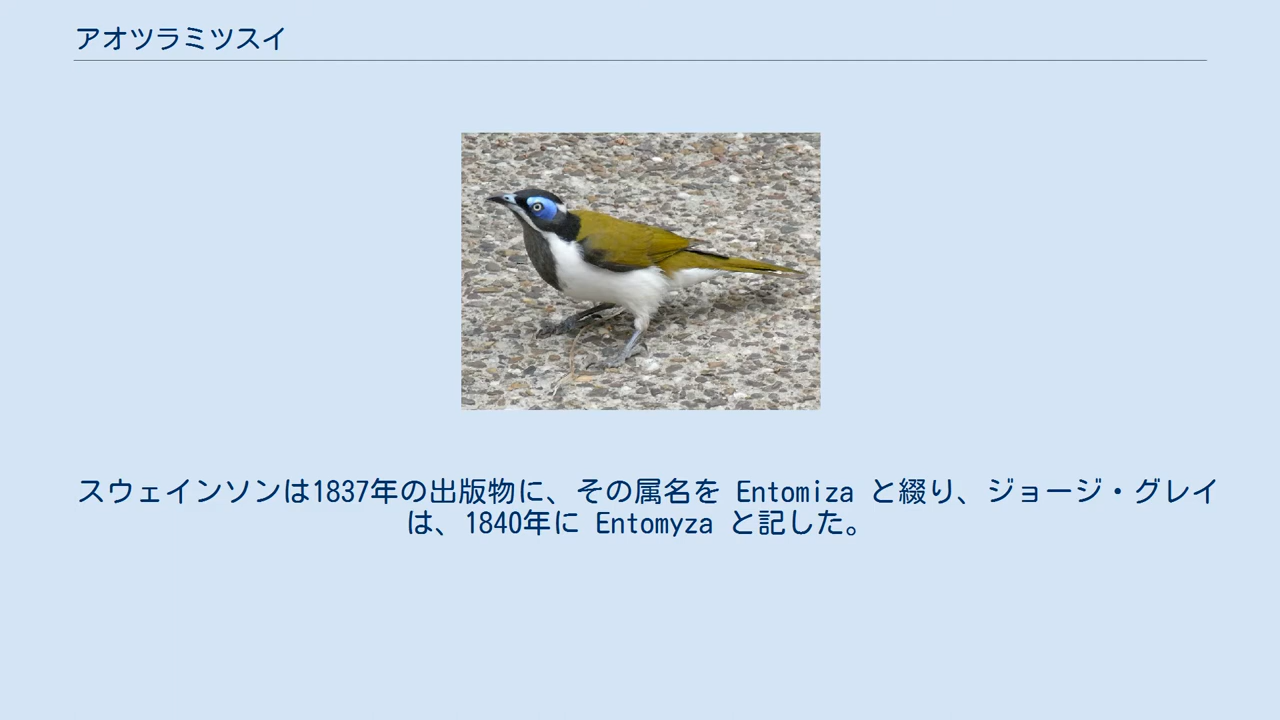 アオツラミツスイ
スウェインソンは1837年の出版物に、その属名を Entomiza と綴り、ジョージ・グレイ
は、1840年に Entomyza と記した。